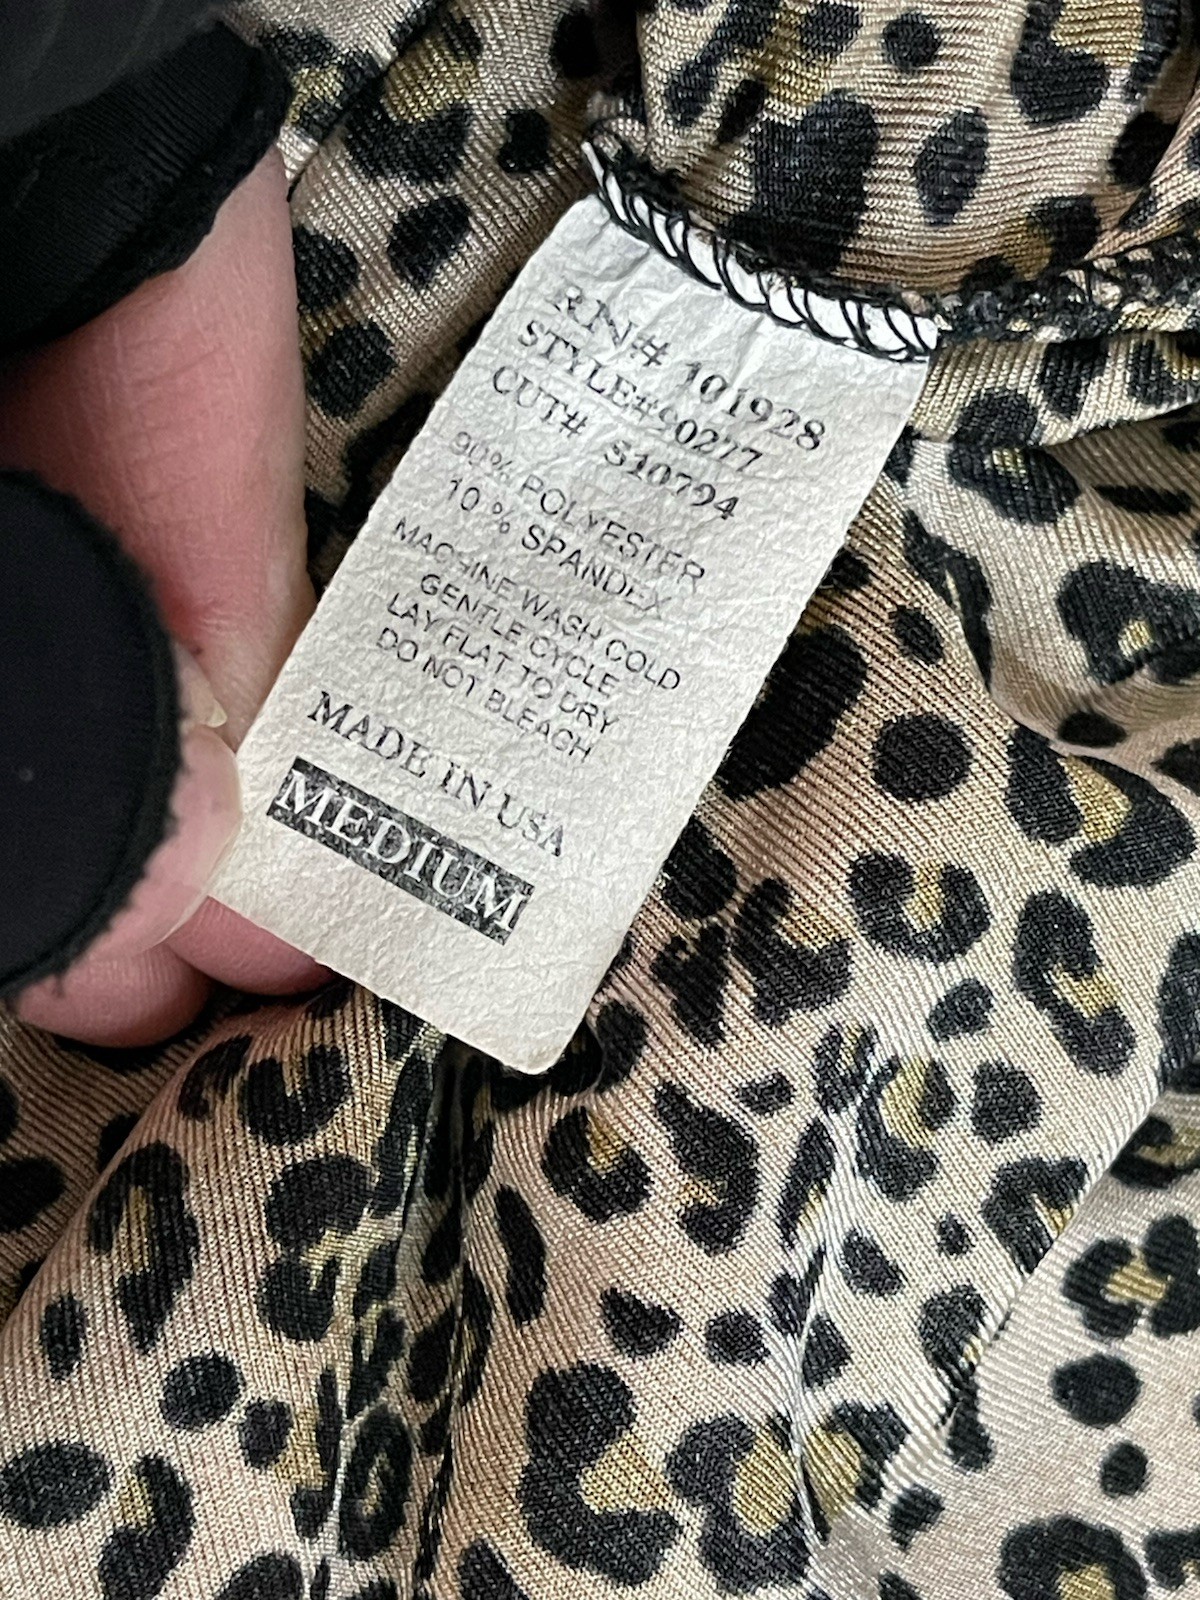 RN# 101928
STYLE#90277
CUT# S10794
90% POLYESTER
10 % SPANDEX
MACHINE WASH COLD
GENTLE CYCLE
LAY FLAT TO DRY
DO NOT BLEACH
MADE IN USA
MEDIUM